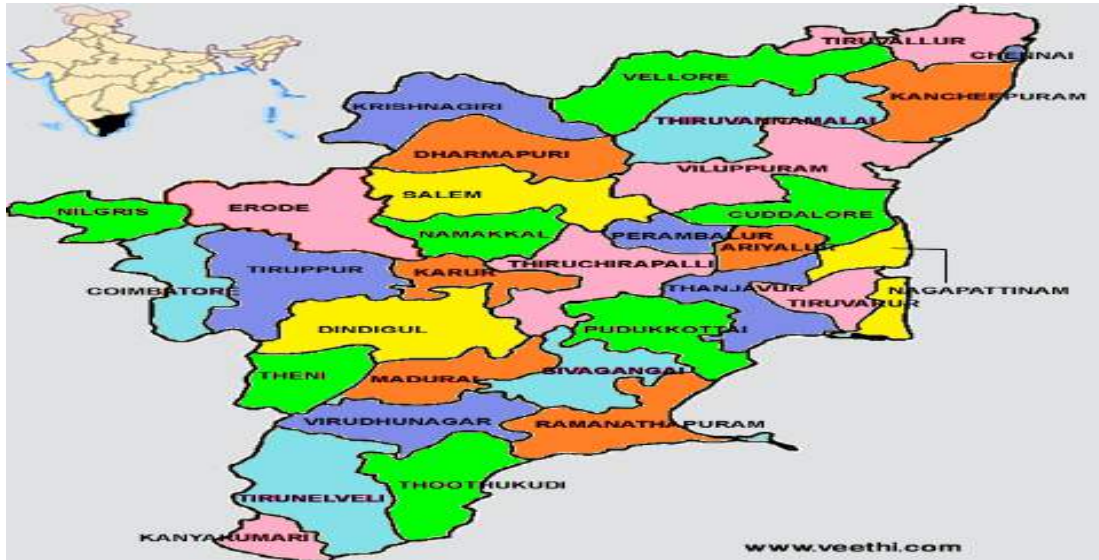 TIRUVALLUR
CHENNAI
VELLORE
KANCHEEPURAM
KRISHNAGIRI
THIRUVANNAMALAI
DHARMAPURI
VILUPPURAM
SALEM
NILGRIS
ERODE
CUDDALORE
NAMAKKAL
PERAMBALUR
ARIYALUR
TIRUPPUR
KARUR
THIRUCHIRAPALLI
COIMBATORE
THANJAVUR
NAGAPATTINAM
TIRUVARUR
DINDIGUL
PUDUKKOTTAI
THENI
MADURAI
SIVAGANGAI
VIRUDHUNAGAR
RAMANATHAPURAM
THOOTHUKUDI
TIRUNELVELI
KANYAKUMARI
www.veethi.com